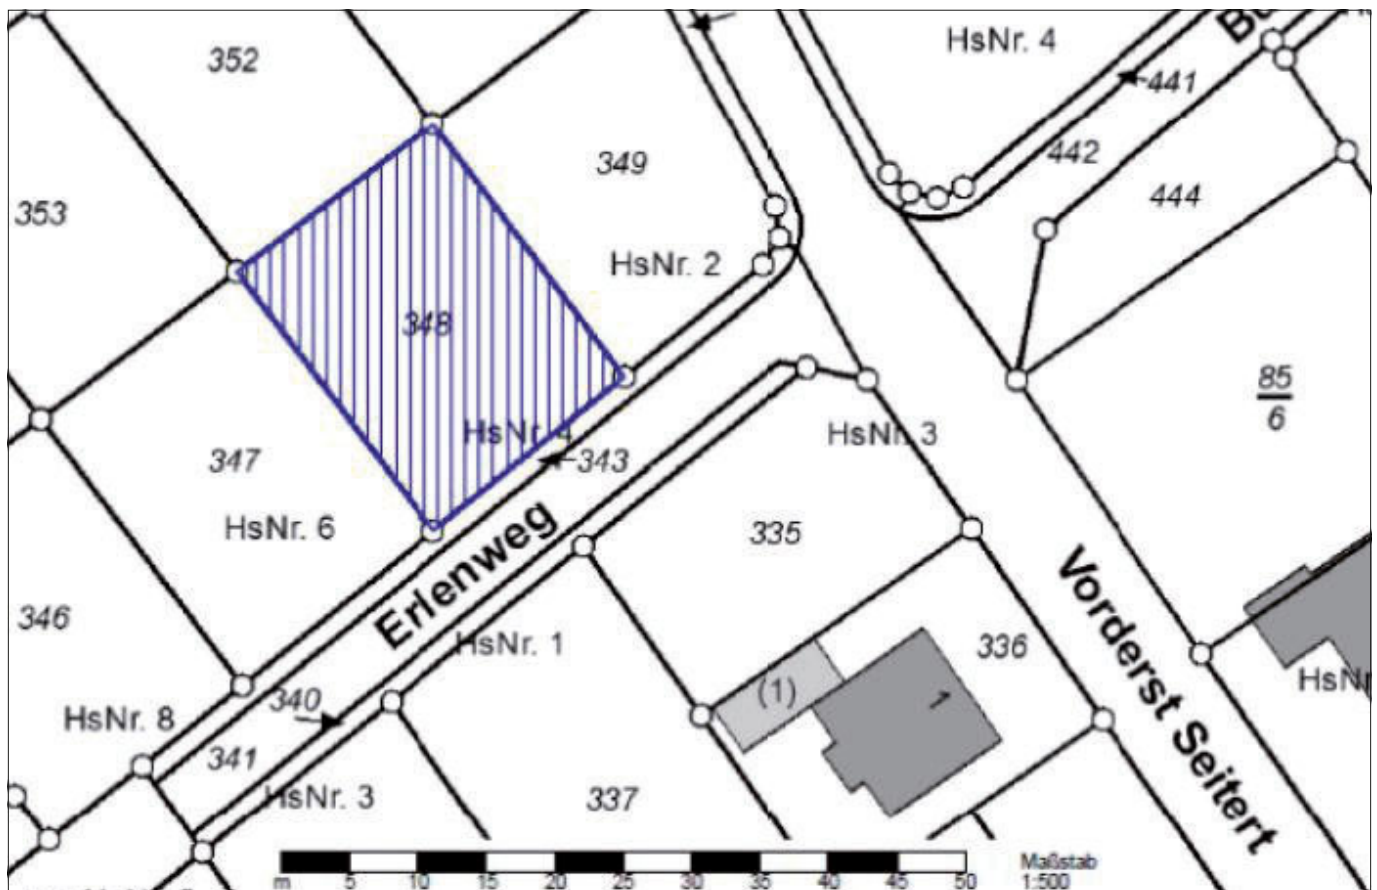 352
HsNr. 4
441
442
349
353
444
HsNr. 2
348
85
6
HsNr. 4
HsNr. 3
347
343
HsNr. 6
335
Erlenweg
Vorderst Seitert
346
HsNr. 1
336
(1)
1
340
HsNr. 8
341
HsNr. 3
337
m 5 10 15 20 25 30 35 40 45 50
Maßstab
1:500